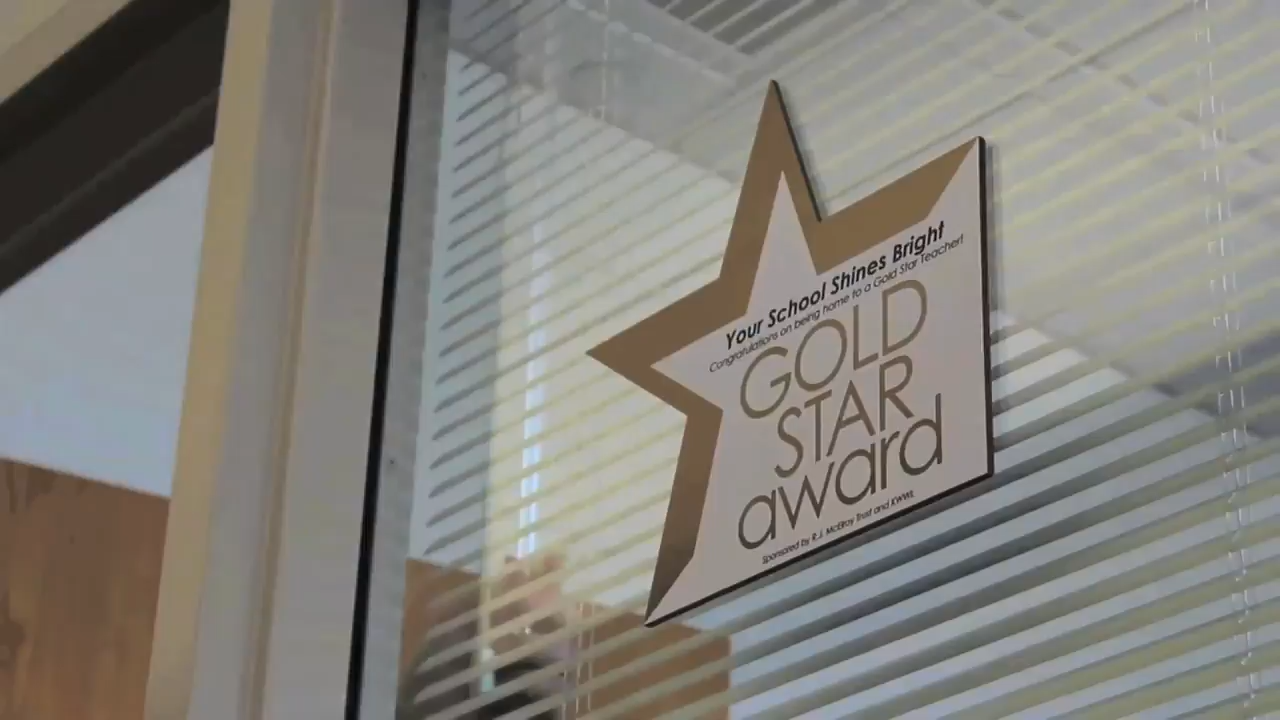 Your School Shines Bright
Congratulations on being home to a Gold Star Teacher!
GOLD
STAR
award
Sponsored by R.J. McElroy Trust and KWWL